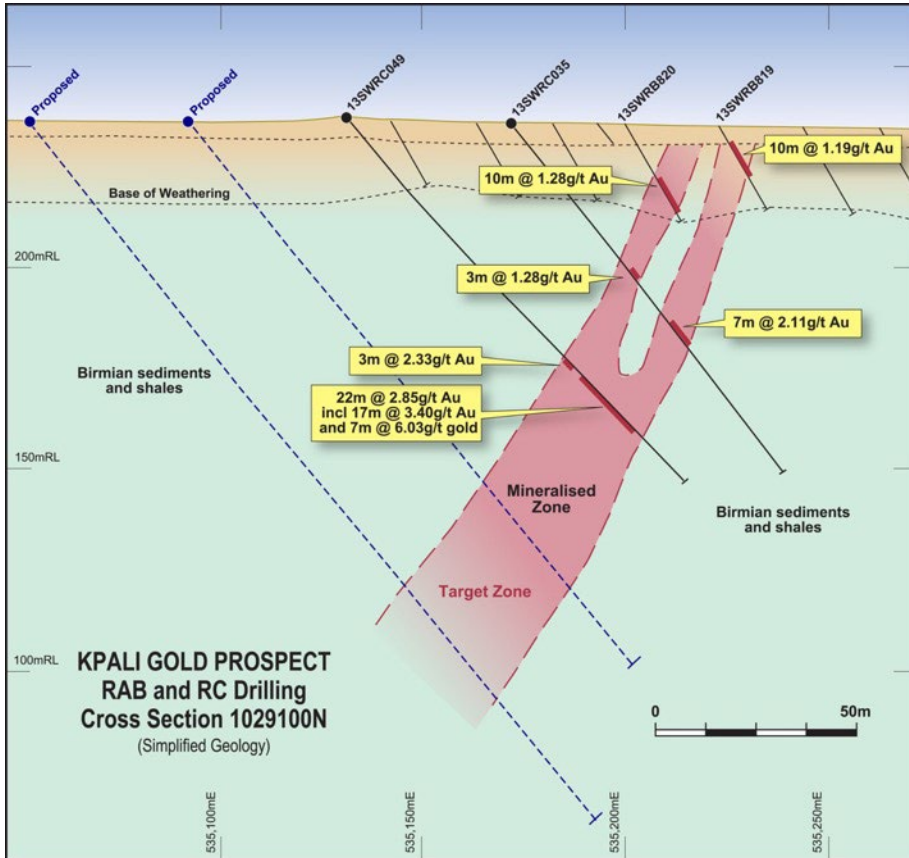 Proposed
Proposed
13SWRC049
13SWRC035
13SWRB820
13SWRB819
10m @ 1.19g/t Au
10m @ 1.28g/t Au
Base of Weathering
200mRL
3m @ 1.28g/t Au
7m @ 2.11g/t Au
3m @ 2.33g/t Au
Birmian sediments
and shales
22m @ 2.85g/t Au
incl 17m @ 3.40g/t Au
and 7m @ 6.03g/t gold
150mRL
Mineralised
Zone
Birmian sediments
and shales
Target Zone
100mRL
KPALI GOLD PROSPECT
RAB and RC Drilling
Cross Section 1029100N
(Simplified Geology)
0
50m
535,100mE
535,150mE
535,200mE
535,250mE